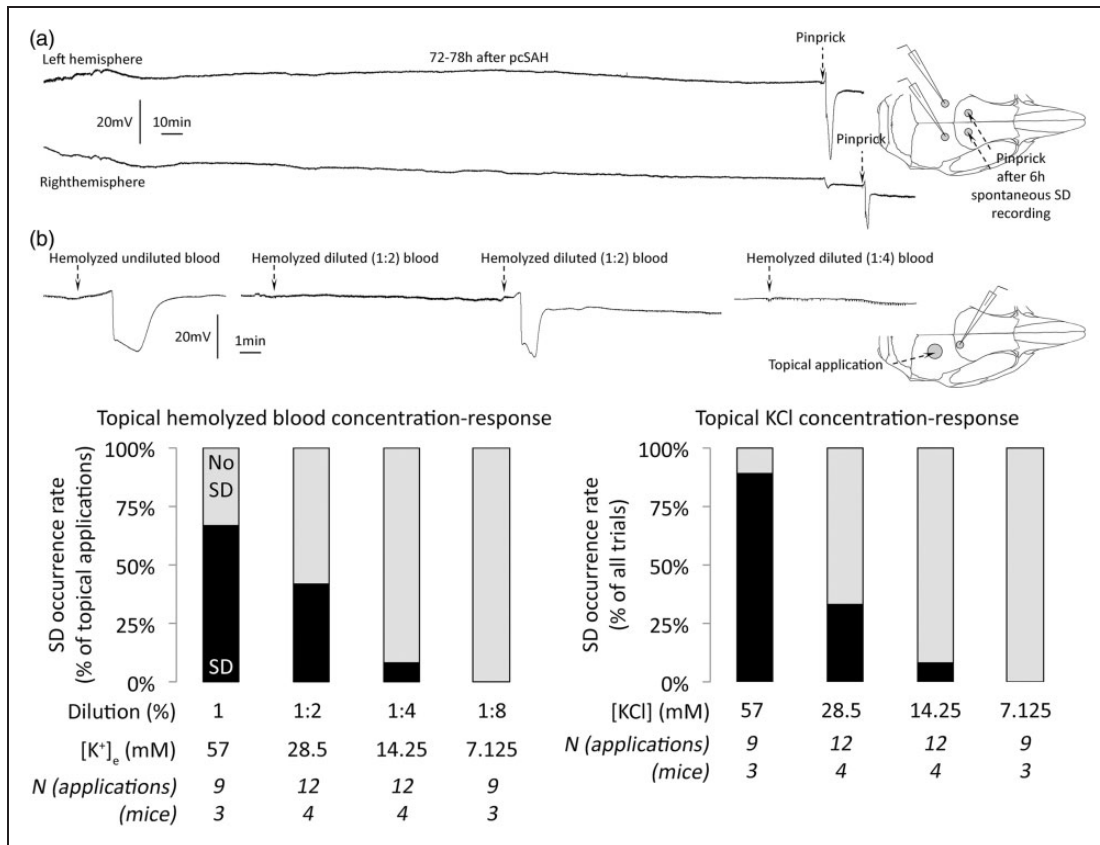 (a)
Left hemisphere
72-78h after pcSAH
Pinprick
20mV
10min
Pinprick
Righthemisphere
Pinprick
after 6h
spontaneous SD
recording
(b)
Hemolyzed undiluted blood
Hemolyzed diluted (1:2) blood
Hemolyzed diluted (1:2) blood
Hemolyzed diluted (1:4) blood
20mV
1min
Topical application
Topical hemolyzed blood concentration-response
SD occurrence rate
(% of topical applications)
100%
75%
50%
25%
0%
No
SD
SD
Dilution (%) 1 1:2 1:4 1:8
[K⁺]ₑ (mM) 57 28.5 14.25 7.125
N (applications) 9 12 12 9
(mice) 3 4 4 3
Topical KCl concentration-response
SD occurrence rate
(% of all trials)
100%
75%
50%
25%
0%
[KCl] (mM) 57 28.5 14.25 7.125
N (applications) 9 12 12 9
(mice) 3 4 4 3